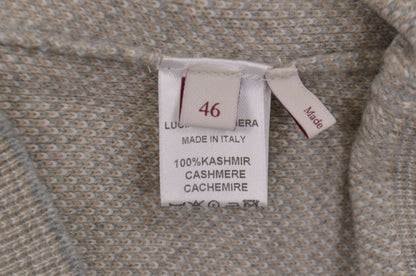 46
Made
MADE IN ITALY
100%KASHMIR
CASHMERE
CACHEMIRE